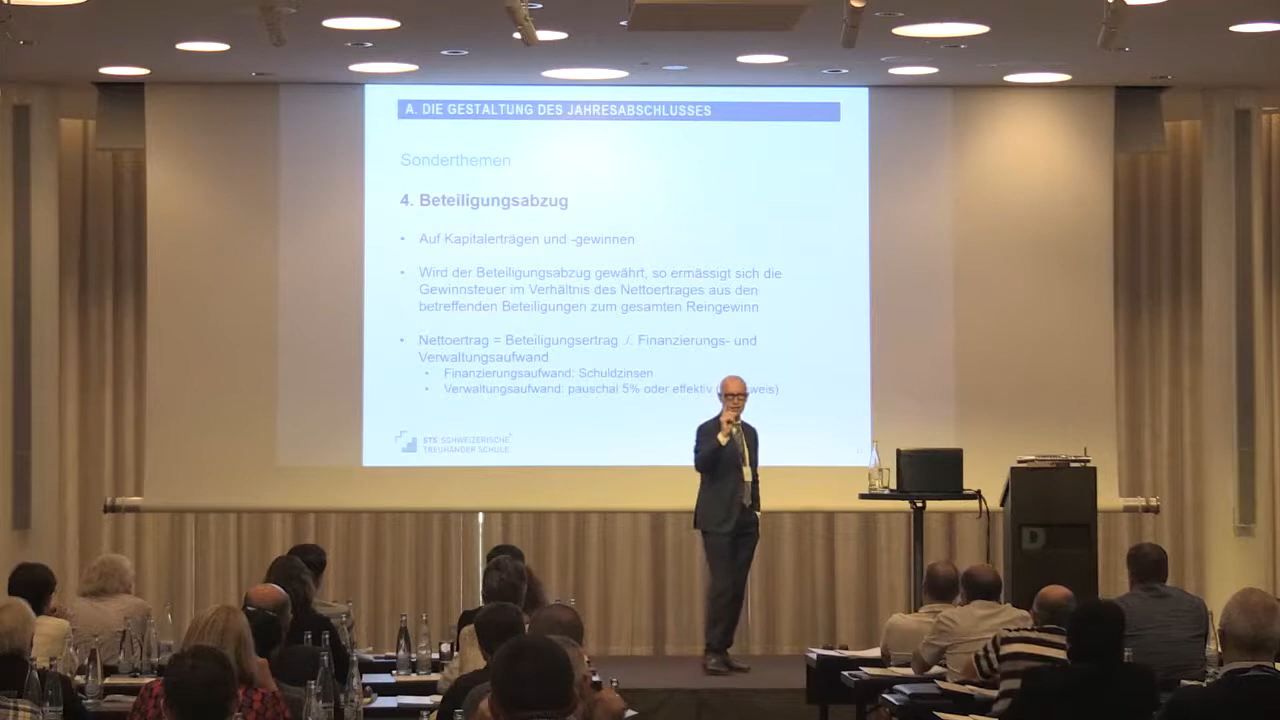 A. DIE GESTALTUNG DES JAHRESABSCHLUSSES
Sonderthemen
4. Beteiligungsabzug
• Auf Kapitalerträgen und -gewinnen
• Wird der Beteiligungsabzug gewährt, so ermässigt sich die
Gewinnsteuer im Verhältnis des Nettoertrages aus den
betreffenden Beteiligungen zum gesamten Reingewinn
• Nettoertrag = Beteiligungsertrag ./. Finanzierungs- und
Verwaltungsaufwand
• Finanzierungsaufwand: Schuldzinsen
• Verwaltungsaufwand: pauschal 5% oder effektiv
STS SCHWEIZERISCHE
TREUHÄNDER SCHULE
D